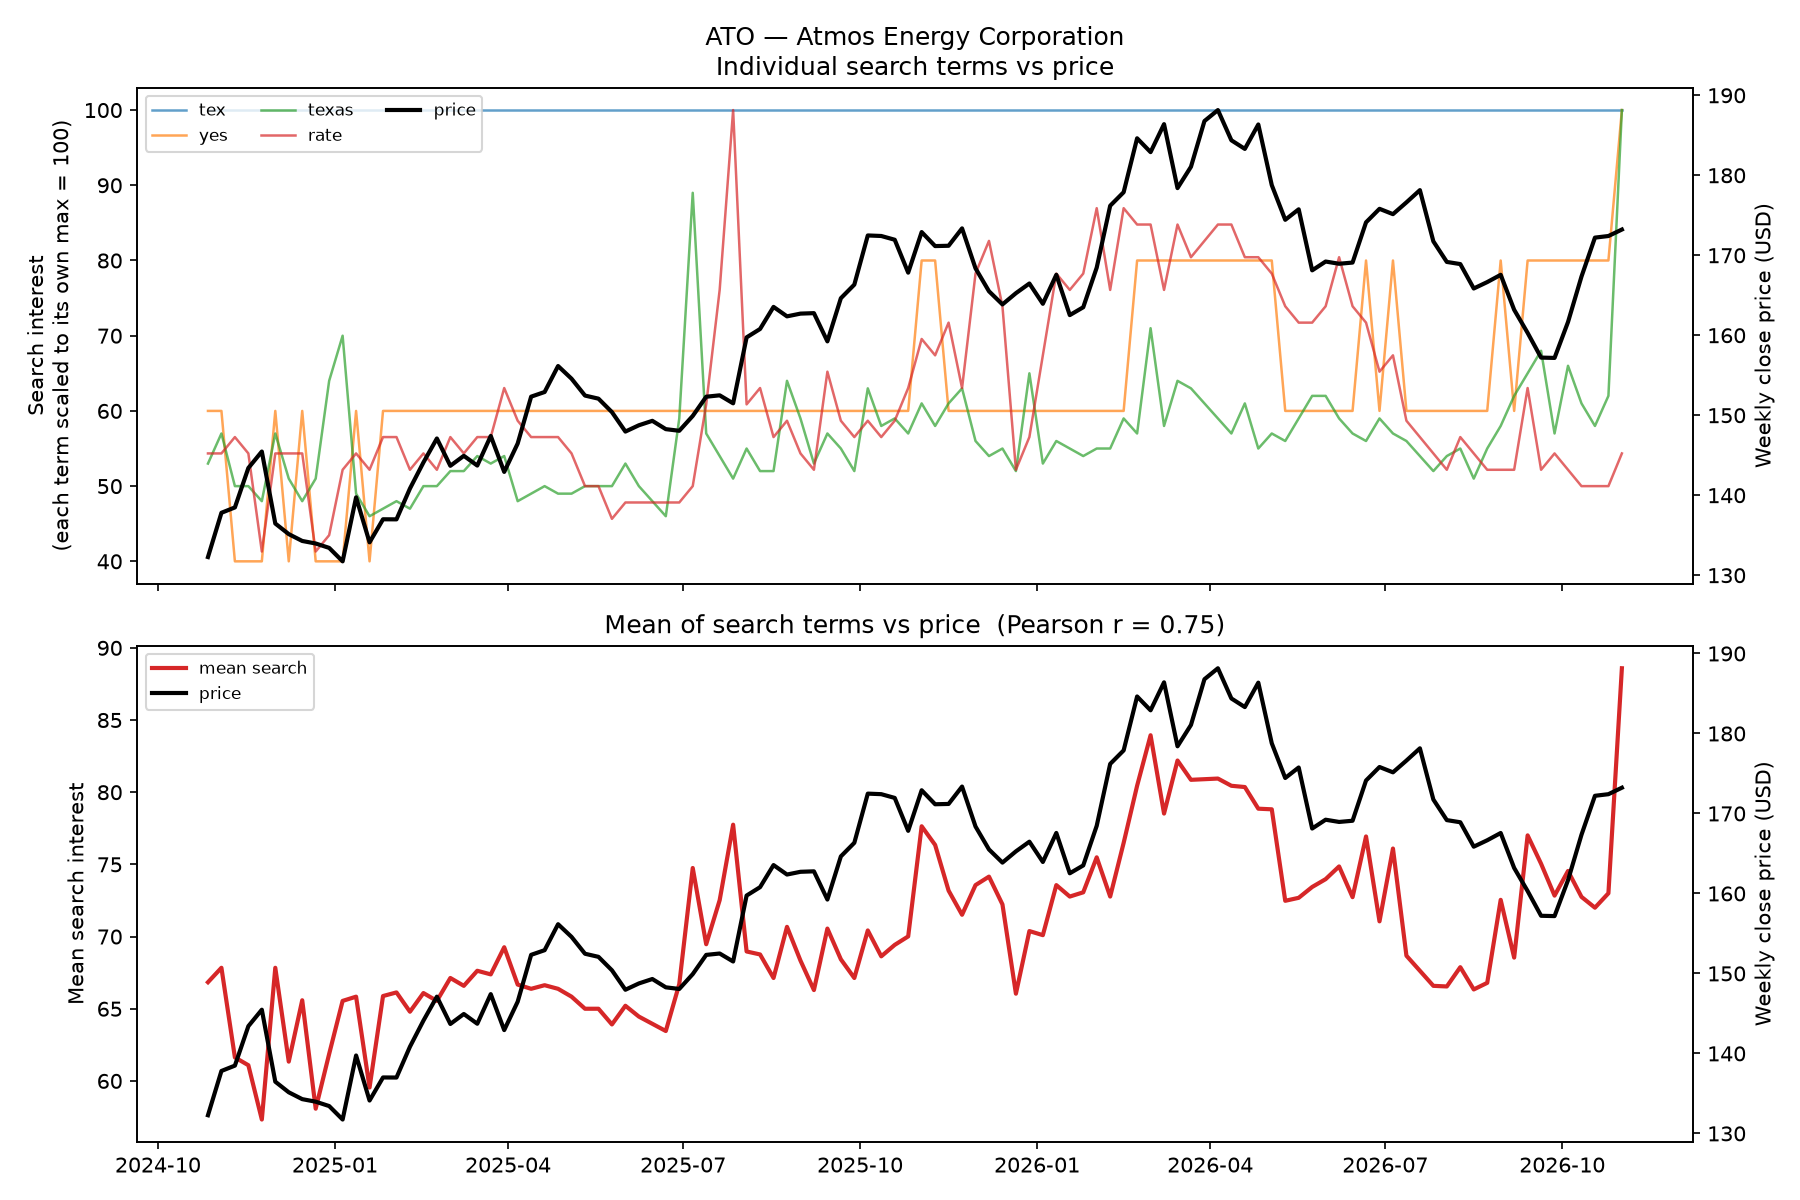 ATO — Atmos Energy Corporation
Individual search terms vs price
tex
yes
texas
rate
price
Search interest
(each term scaled to its own max = 100)
100
90
80
70
60
50
40
190
180
170
160
150
140
130
Weekly close price (USD)
Mean of search terms vs price (Pearson r = 0.75)
mean search
price
Mean search interest
90
85
80
75
70
65
60
190
180
170
160
150
140
130
Weekly close price (USD)
2024-10
2025-01
2025-04
2025-07
2025-10
2026-01
2026-04
2026-07
2026-10